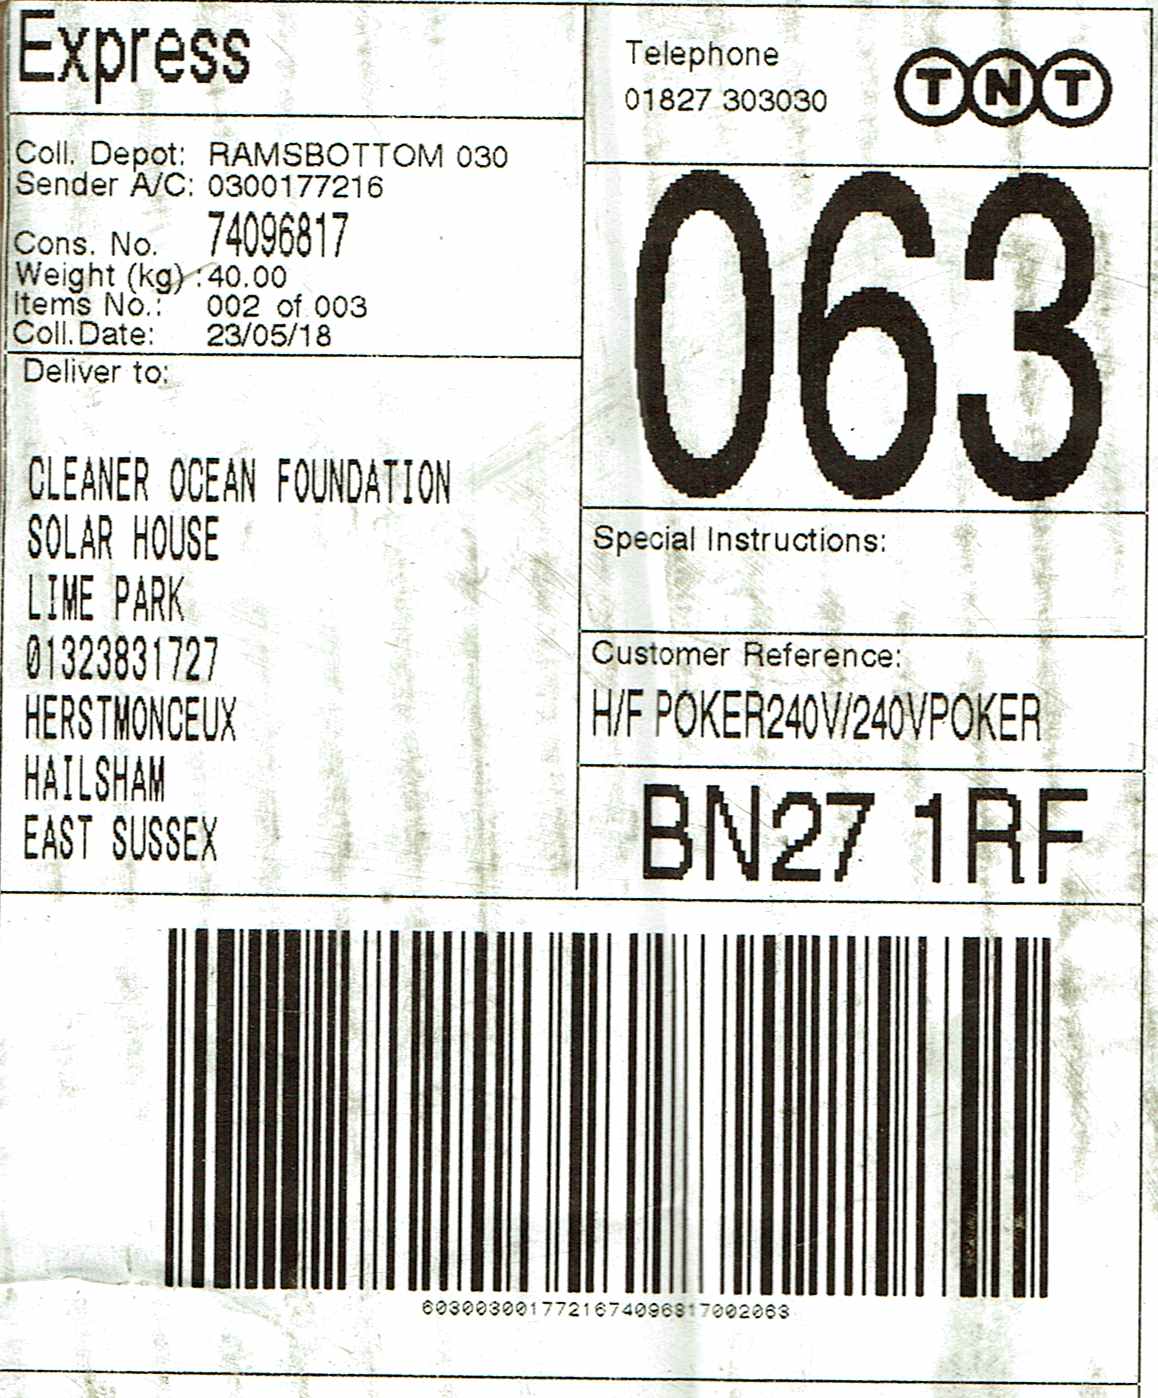 Express
Telephone
01827 303030
TNT
Coll. Depot: RAMSBOTTOM 030
Sender A/C: 0300177216
Cons. No. 74096817
Weight (kg) : 40.00
Items No.: 002 of 003
Coll.Date: 23/05/18
063
Deliver to:
CLEANER OCEAN FOUNDATION
SOLAR HOUSE
LIME PARK
01323831727
HERSTMONCEUX
HAILSHAM
EAST SUSSEX
Special Instructions:
Customer Reference:
H/F POKER240V/240VPOKER
BN27 1RF
6030030017721674096817002063